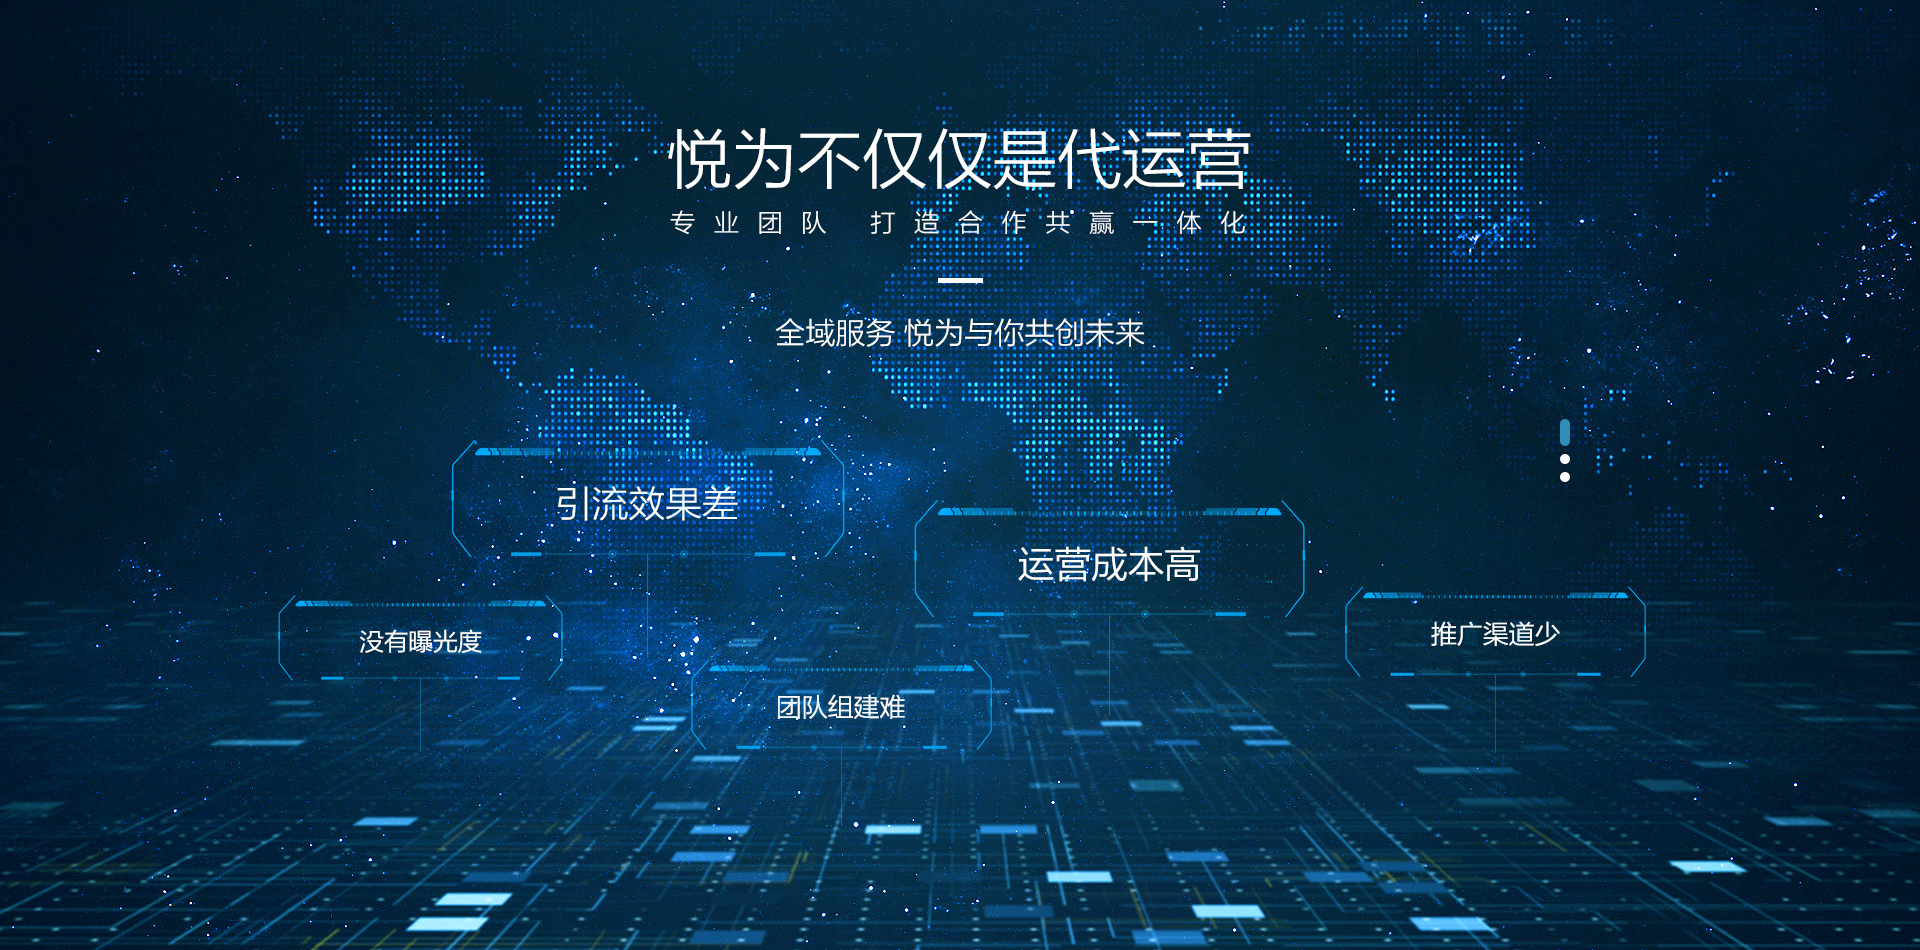 悦为不仅仅是代运营
专业团队 打造合作共赢一体化
全域服务 悦为与你共创未来
引流效果差
运营成本高
没有曝光度
推广渠道少
团队组建难